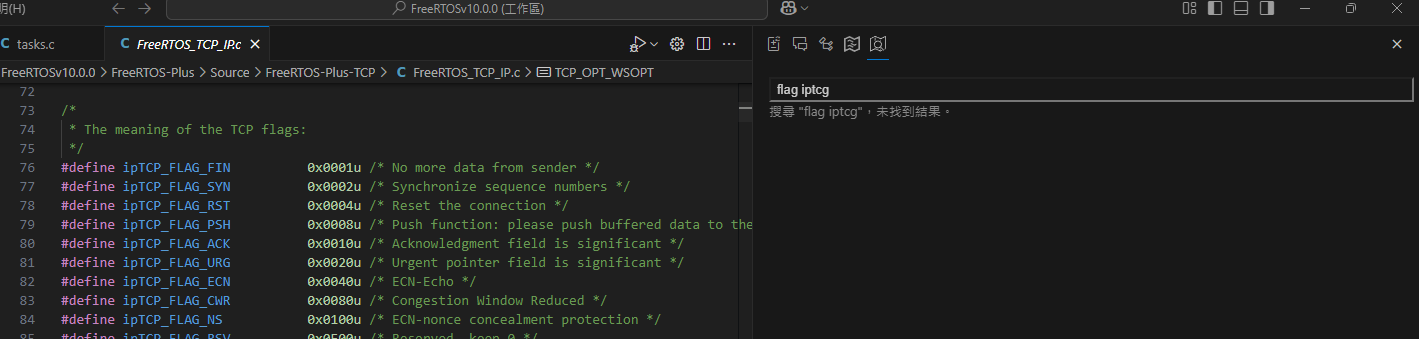 明(H)
FreeRTOSv10.0.0 (工作區)
C tasks.c
C FreeRTOS_TCP_IP.c
FreeRTOSv10.0.0 > FreeRTOS-Plus > Source > FreeRTOS-Plus-TCP > C FreeRTOS_TCP_IP.c > TCP_OPT_WSOPT
flag iptcg
搜尋 "flag iptcg",未找到結果。
72
73 /*
74 * The meaning of the TCP flags:
75 */
76 #define ipTCP_FLAG_FIN 0x0001u /* No more data from sender */
77 #define ipTCP_FLAG_SYN 0x0002u /* Synchronize sequence numbers */
78 #define ipTCP_FLAG_RST 0x0004u /* Reset the connection */
79 #define ipTCP_FLAG_PSH 0x0008u /* Push function: please push buffered data to the
80 #define ipTCP_FLAG_ACK 0x0010u /* Acknowledgment field is significant */
81 #define ipTCP_FLAG_URG 0x0020u /* Urgent pointer field is significant */
82 #define ipTCP_FLAG_ECN 0x0040u /* ECN-Echo */
83 #define ipTCP_FLAG_CWR 0x0080u /* Congestion Window Reduced */
84 #define ipTCP_FLAG_NS 0x0100u /* ECN-nonce concealment protection */
85 #define ipTCP_FLAG_RSV 0x0E00u /* Reserved, keep 0 */